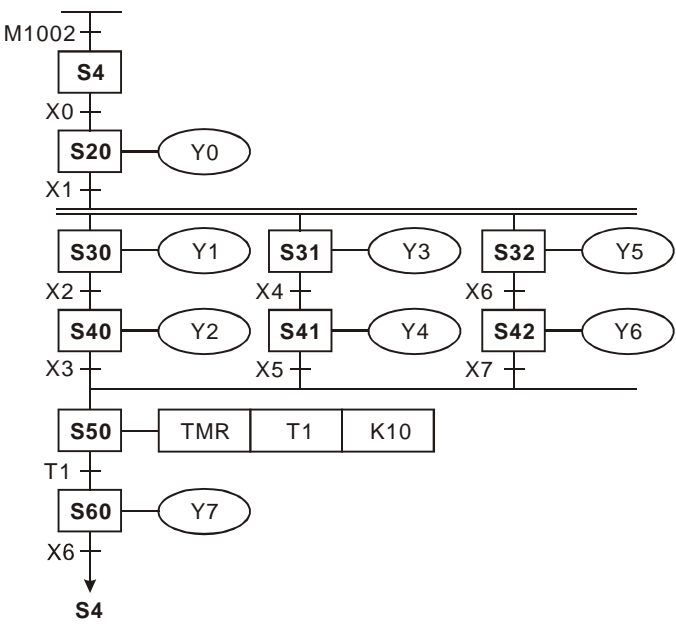 M1002
S4
X0
S20 Y0
X1
S30 Y1 S31 Y3 S32 Y5
X2 X4 X6
S40 Y2 S41 Y4 S42 Y6
X3 X5 X7
S50 TMR T1 K10
T1
S60 Y7
X6
S4